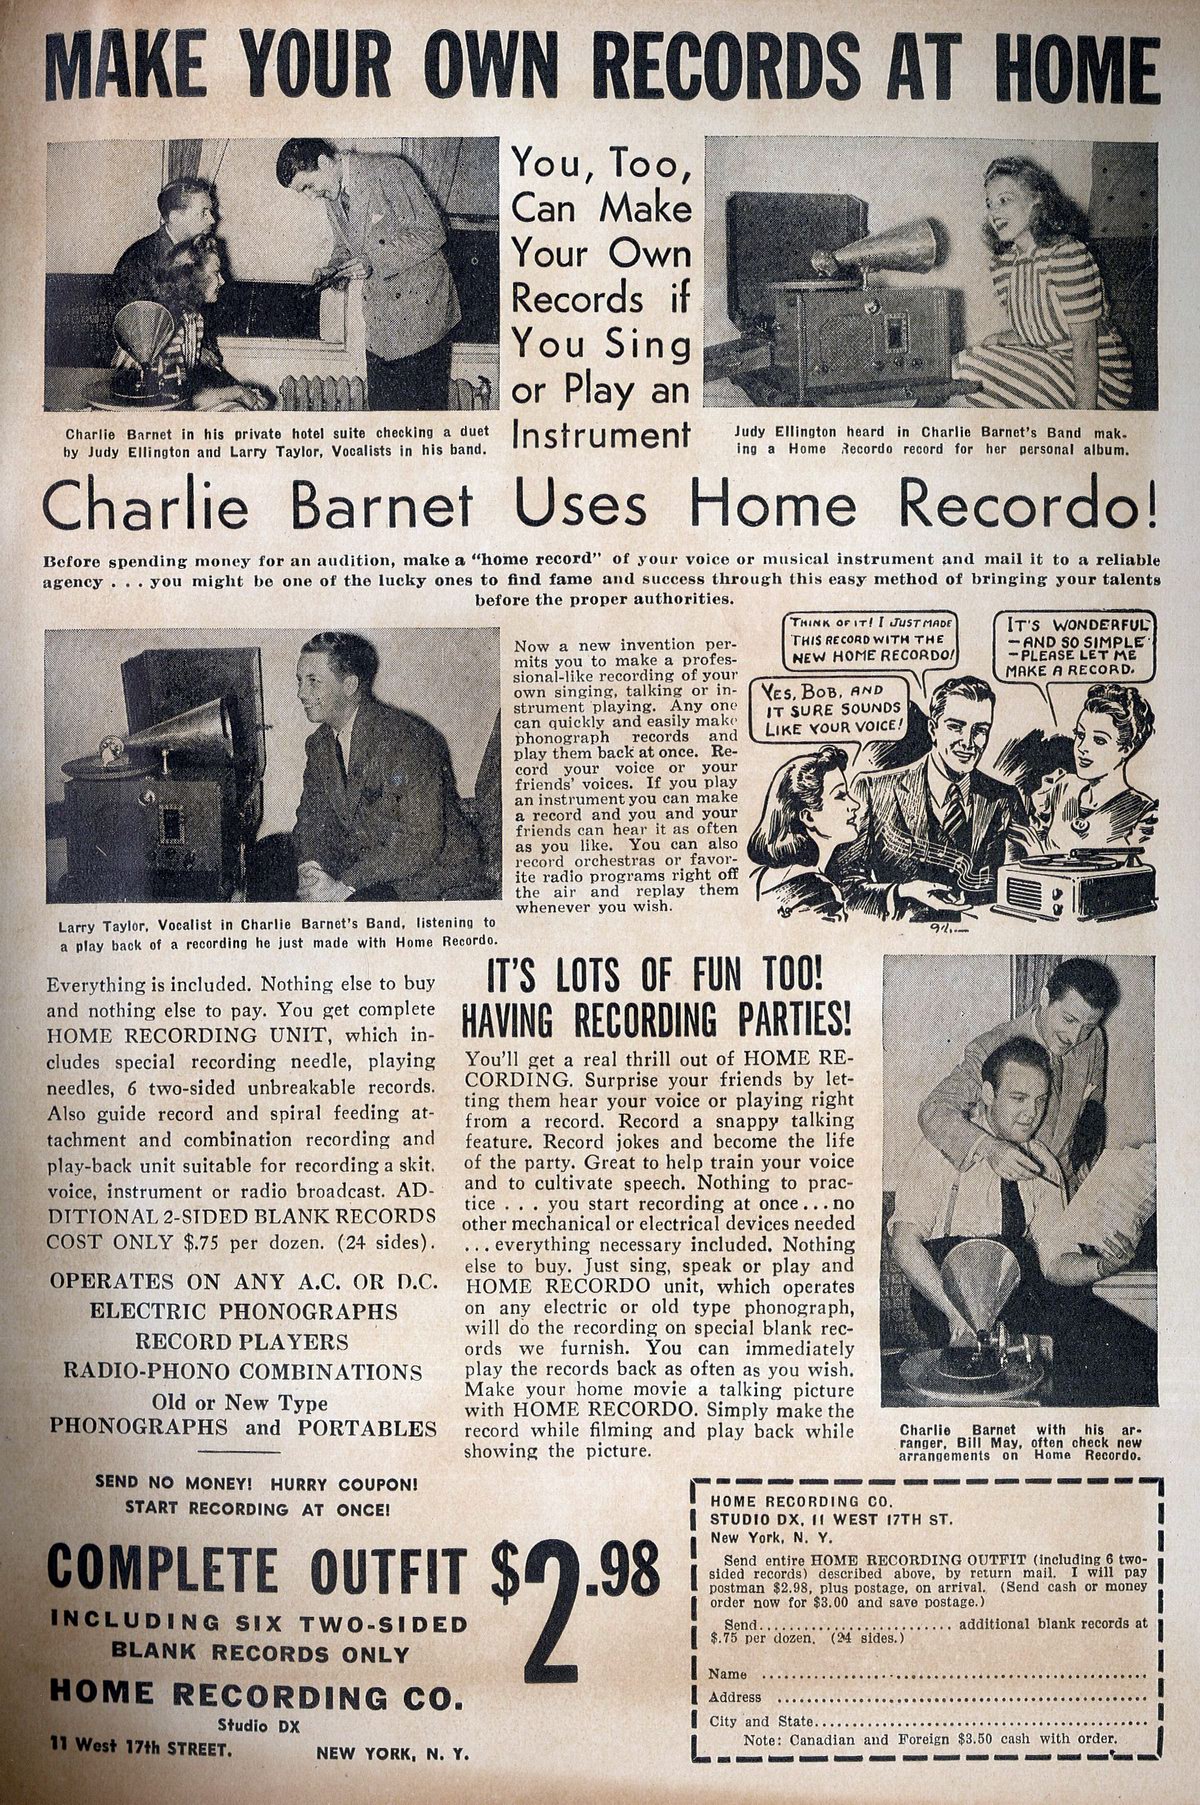 MAKE YOUR OWN RECORDS AT HOME
You, Too,
Can Make
Your Own
Records if
You Sing
or Play an
Instrument
Charlie Barnet in his private hotel suite checking a duet
by Judy Ellington and Larry Taylor, Vocalists in his band.
Judy Ellington heard in Charlie Barnet's Band mak-
ing a Home Recordo record for her personal album.
Charlie Barnet Uses Home Recordo!
Before spending money for an audition, make a "home record" of your voice or musical instrument and mail it to a reliable
agency . . . you might be one of the lucky ones to find fame and success through this easy method of bringing your talents
before the proper authorities.
Now a new invention per-
mits you to make a profes-
sional-like recording of your
own singing, talking or in-
strument playing. Any one
can quickly and easily make
phonograph records and
play them back at once. Re-
cord your voice or your
friends' voices. If you play
an instrument you can make
a record and you and your
friends can hear it as often
as you like. You can also
record orchestras or favor-
ite radio programs right off
the air and replay them
whenever you wish.
THINK OF IT! I JUST MADE
THIS RECORD WITH THE
NEW HOME RECORDO!
IT'S WONDERFUL
—AND SO SIMPLE
—PLEASE LET ME
MAKE A RECORD.
YES, BOB, AND
IT SURE SOUNDS
LIKE YOUR VOICE!
Larry Taylor, Vocalist in Charlie Barnet's Band, listening to
a play back of a recording he just made with Home Recordo.
Everything is included. Nothing else to buy
and nothing else to pay. You get complete
HOME RECORDING UNIT, which in-
cludes special recording needle, playing
needles, 6 two-sided unbreakable records.
Also guide record and spiral feeding at-
tachment and combination recording and
play-back unit suitable for recording a skit,
voice, instrument or radio broadcast. AD-
DITIONAL 2-SIDED BLANK RECORDS
COST ONLY $.75 per dozen. (24 sides).
OPERATES ON ANY A.C. OR D.C.
ELECTRIC PHONOGRAPHS
RECORD PLAYERS
RADIO-PHONO COMBINATIONS
Old or New Type
PHONOGRAPHS and PORTABLES
IT'S LOTS OF FUN TOO!
HAVING RECORDING PARTIES!
You'll get a real thrill out of HOME RE-
CORDING. Surprise your friends by let-
ting them hear your voice or playing right
from a record. Record a snappy talking
feature. Record jokes and become the life
of the party. Great to help train your voice
and to cultivate speech. Nothing to prac-
tice . . . you start recording at once . . . no
other mechanical or electrical devices needed
. . . everything necessary included. Nothing
else to buy. Just sing, speak or play and
HOME RECORDO unit, which operates
on any electric or old type phonograph,
will do the recording on special blank rec-
ords we furnish. You can immediately
play the records back as often as you wish.
Make your home movie a talking picture
with HOME RECORDO. Simply make the
record while filming and play back while
showing the picture.
Charlie Barnet with his ar-
ranger, Bill May, often check new
arrangements on Home Recordo.
SEND NO MONEY! HURRY COUPON!
START RECORDING AT ONCE!
COMPLETE OUTFIT $2.98
INCLUDING SIX TWO-SIDED
BLANK RECORDS ONLY
HOME RECORDING CO.
Studio DX
11 West 17th STREET. NEW YORK, N. Y.
HOME RECORDING CO.
STUDIO DX, 11 WEST 17TH ST.
New York, N. Y.
Send entire HOME RECORDING OUTFIT (including 6 two-
sided records) described above, by return mail. I will pay
postman $2.98, plus postage, on arrival. (Send cash or money
order now for $3.00 and save postage.)
Send.......................... additional blank records at
$.75 per dozen. (24 sides.)
Name ....................................................
Address ..................................................
City and State.............................................
Note: Canadian and Foreign $3.50 cash with order.